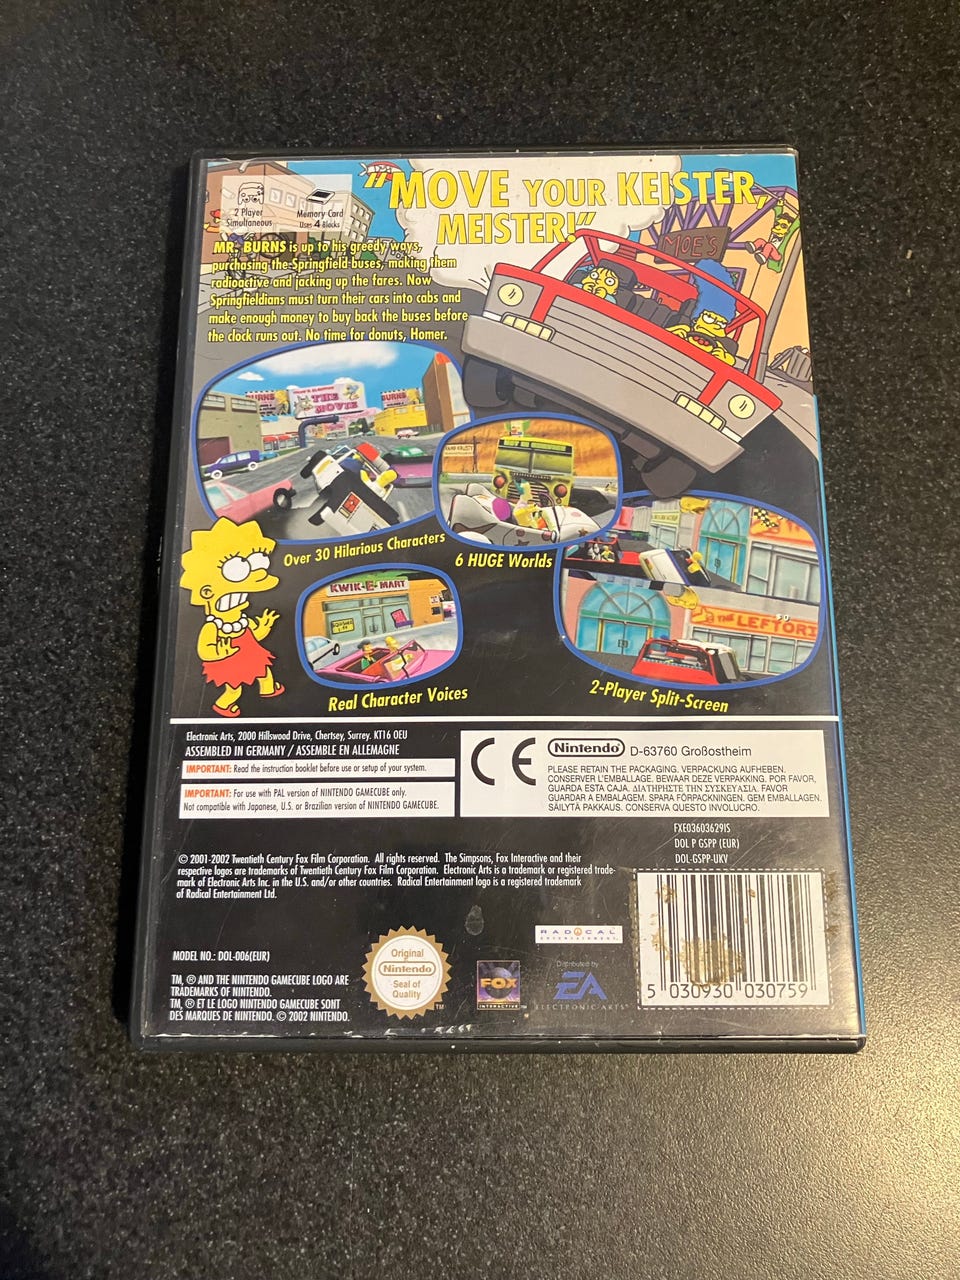 "MOVE YOUR KEISTER,
MEISTER!"
2 Player
Simultaneous
Memory Card
Uses 4 Blocks
MOE'S
MR. BURNS is up to his greedy ways,
purchasing the Springfield buses, making them
radioactive and jacking up the fares. Now
Springfieldians must turn their cars into cabs and
make enough money to buy back the buses before
the clock runs out. No time for donuts, Homer.
BURNS
THE
MOVIE
BURNS
Over 30 Hilarious Characters
6 HUGE Worlds
KWIK-E-MART
THE LEFTORI
Real Character Voices
2-Player Split-Screen
Electronic Arts, 2000 Hillswood Drive, Chertsey, Surrey. KT16 OEU
ASSEMBLED IN GERMANY / ASSEMBLE EN ALLEMAGNE
IMPORTANT: Read the instruction booklet before use or setup of your system.
IMPORTANT: For use with PAL version of NINTENDO GAMECUBE only.
Not compatible with Japanese, U.S. or Brazilian version of NINTENDO GAMECUBE.
CE
Nintendo D-63760 Großostheim
PLEASE RETAIN THE PACKAGING. VERPACKUNG AUFHEBEN.
CONSERVER L'EMBALLAGE. BEWAAR DEZE VERPAKKING. POR FAVOR,
GUARDA ESTA CAJA. ΔΙΑΤΗΡΗΣΤΕ ΤΗΝ ΣΥΣΚΕΥΑΣΙΑ. FAVOR
GUARDAR A EMBALAGEM. SPARA FÖRPACKNINGEN. GEM EMBALLAGEN.
SÄILYTÄ PAKKAUS. CONSERVA QUESTO INVOLUCRO.
FXE03603629IS
DOL P GSPP (EUR)
DOL-GSPP-UKV
© 2001-2002 Twentieth Century Fox Film Corporation. All rights reserved. The Simpsons, Fox Interactive and their
respective logos are trademarks of Twentieth Century Fox Film Corporation. Electronic Arts is a trademark or registered trade-
mark of Electronic Arts Inc. in the U.S. and/or other countries. Radical Entertainment logo is a registered trademark
of Radical Entertainment Ltd.
MODEL NO.: DOL-006(EUR)
TM, ® AND THE NINTENDO GAMECUBE LOGO ARE
TRADEMARKS OF NINTENDO.
TM, ® ET LE LOGO NINTENDO GAMECUBE SONT
DES MARQUES DE NINTENDO. © 2002 NINTENDO.
Original
Nintendo
Seal of
Quality
TM
FOX
INTERACTIVE
RADICAL
ENTERTAINMENT
Distributed by
EA
ELECTRONIC ARTS
5 030930 030759